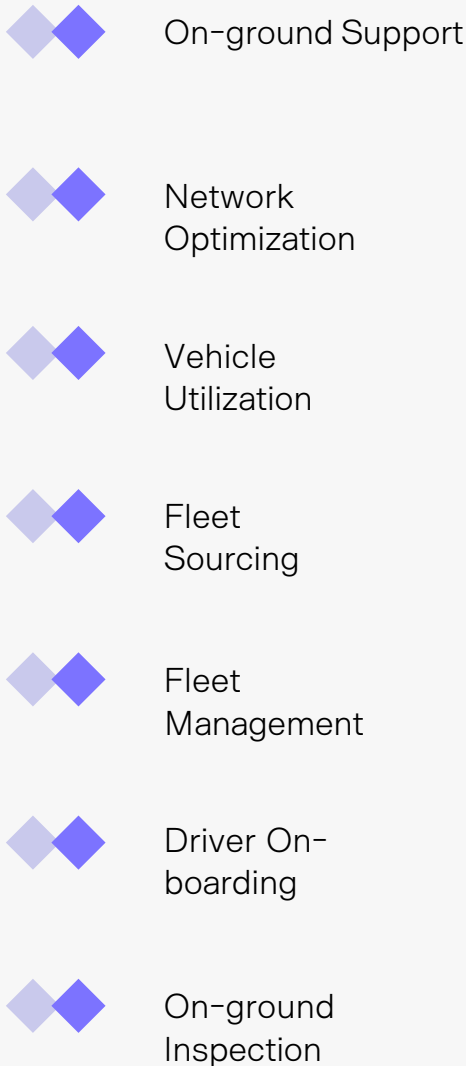 On-ground Support
Network
Optimization
Vehicle
Utilization
Fleet
Sourcing
Fleet
Management
Driver On-
boarding
On-ground
Inspection